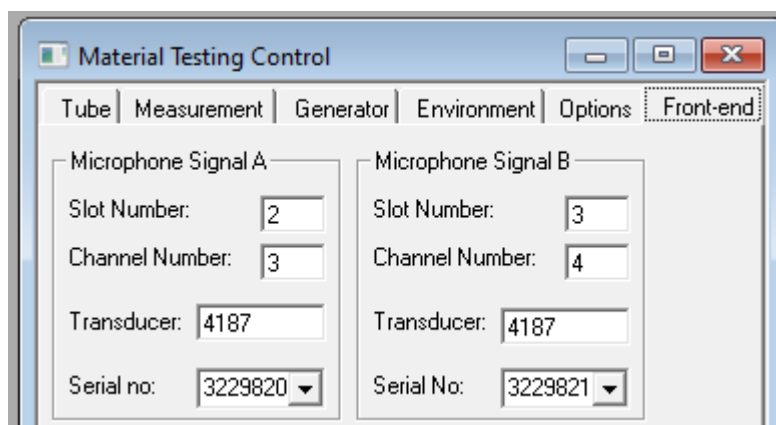 Material Testing Control
Tube Measurement Generator Environment Options Front-end
Microphone Signal A Microphone Signal B
Slot Number: 2 Slot Number: 3
Channel Number: 3 Channel Number: 4
Transducer: 4187 Transducer: 4187
Serial no: 3229820 Serial No: 3229821